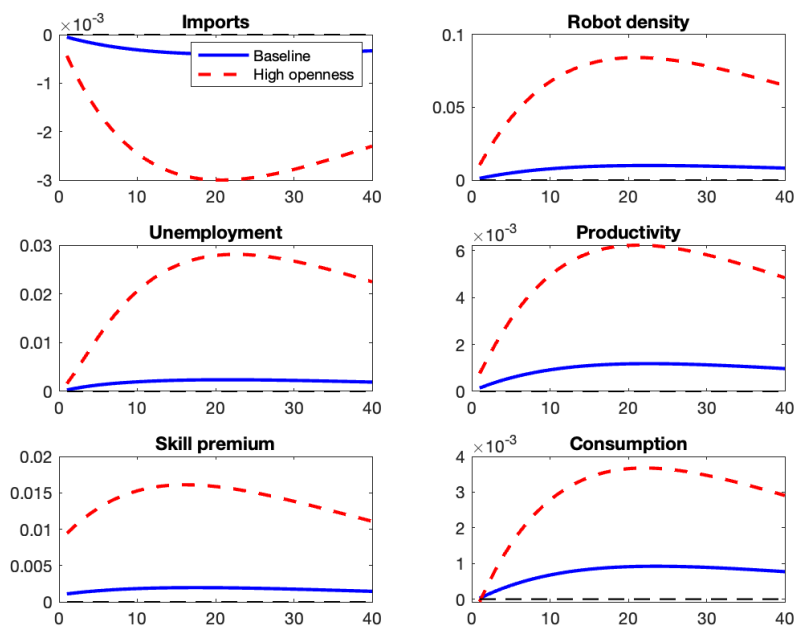 Imports
×10⁻³
0
-1
-2
-3
0 10 20 30 40
Baseline
High openness
Robot density
0.1
0.05
0
0 10 20 30 40
Unemployment
0.03
0.02
0.01
0
0 10 20 30 40
Productivity
×10⁻³
6
4
2
0
0 10 20 30 40
Skill premium
0.02
0.015
0.01
0.005
0
0 10 20 30 40
Consumption
×10⁻³
4
3
2
1
0
0 10 20 30 40